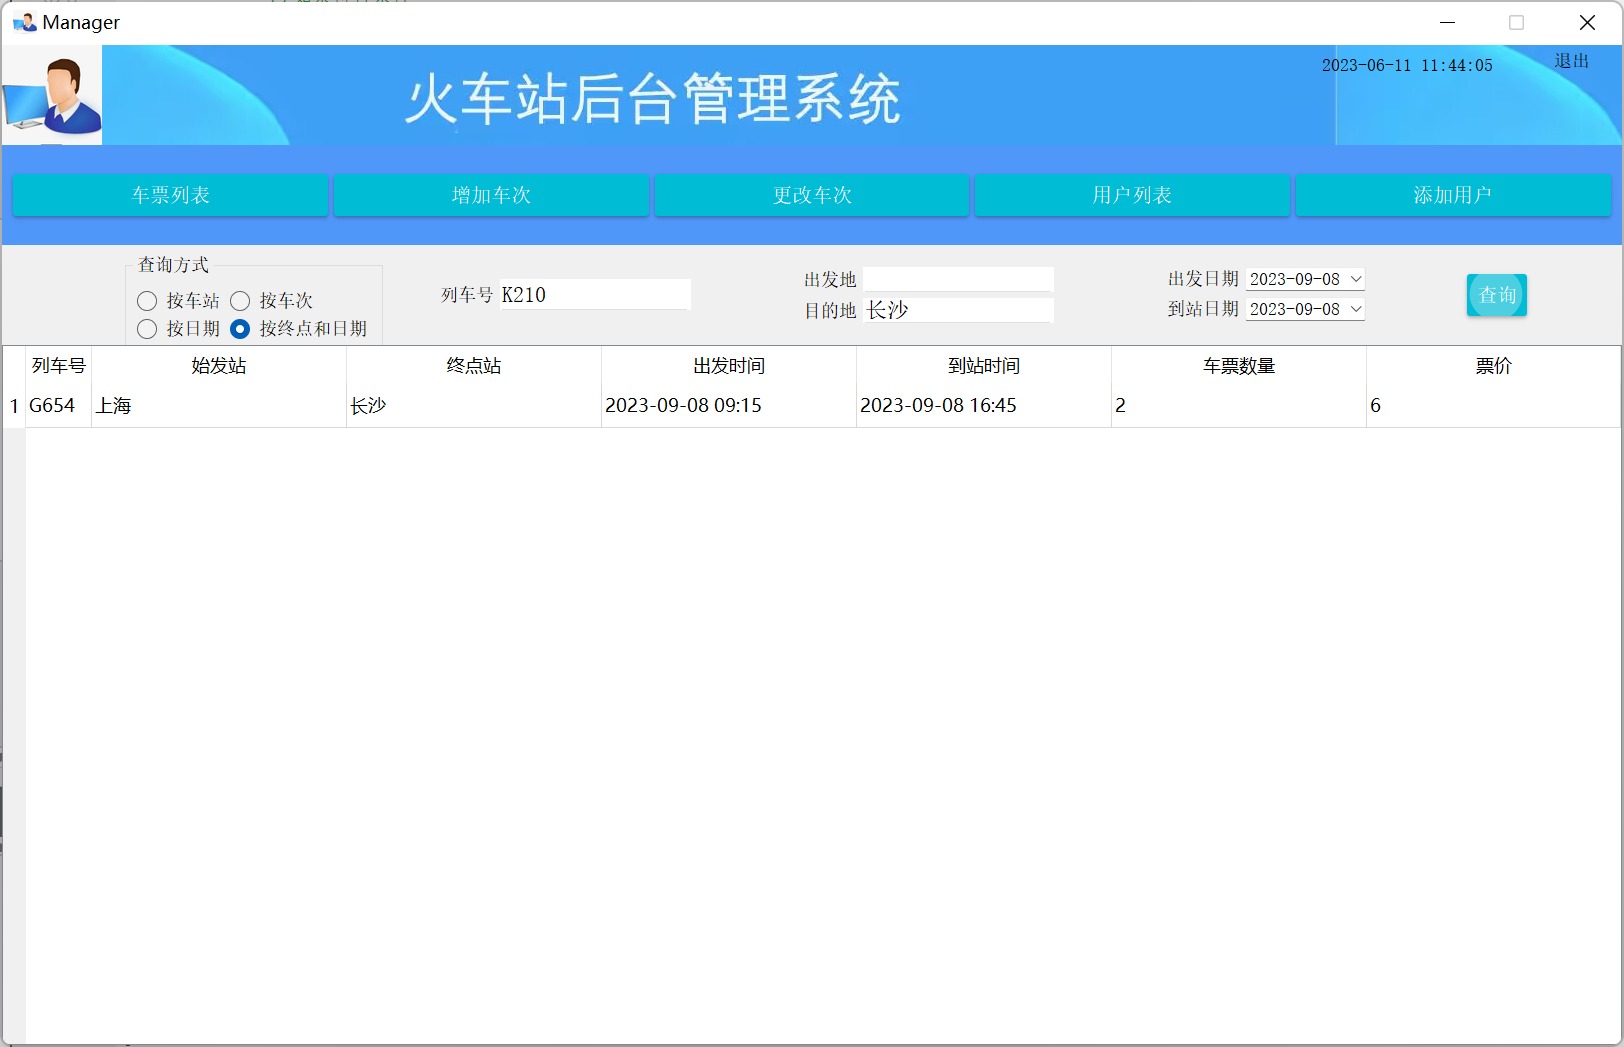 Manager
火车站后台管理系统
2023-06-11 11:44:05
退出
车票列表 增加车次 更改车次 用户列表 添加用户
查询方式
按车站 按车次
按日期 按终点和日期
列车号 K210
出发地
目的地 长沙
出发日期 2023-09-08
到站日期 2023-09-08
查询
列车号 始发站 终点站 出发时间 到站时间 车票数量 票价
1 G654 上海 长沙 2023-09-08 09:15 2023-09-08 16:45 2 6